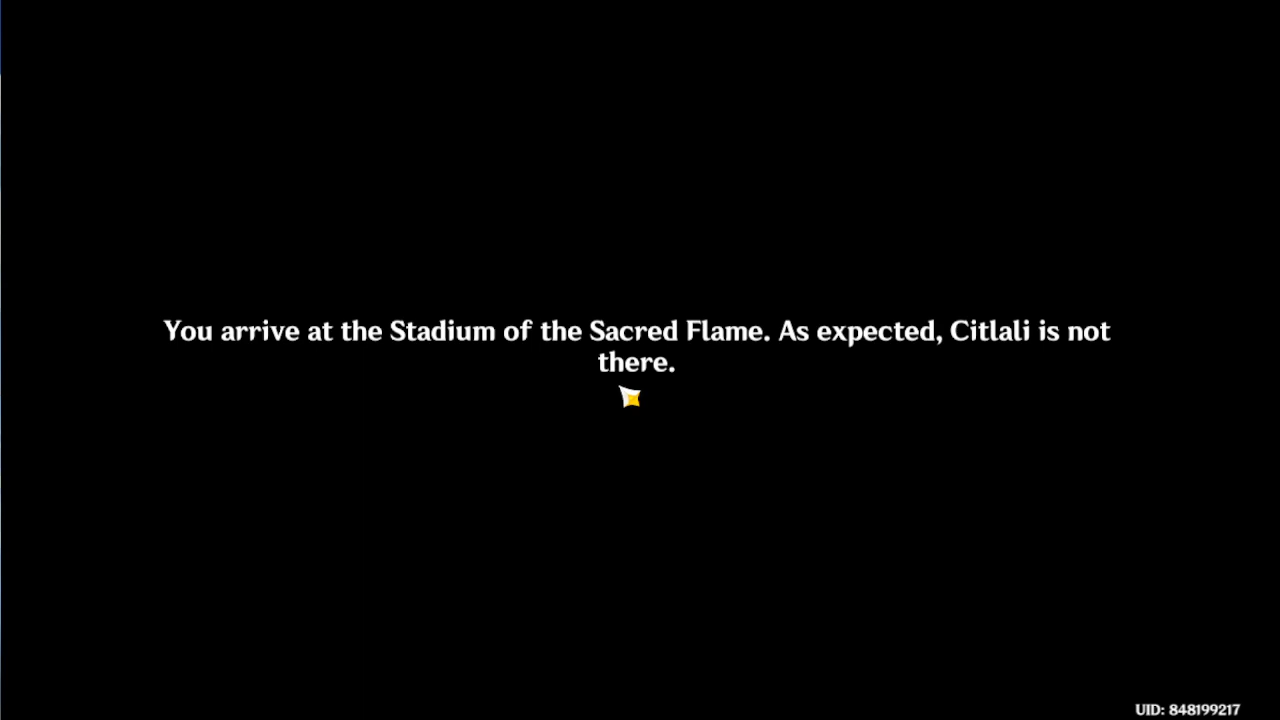 You arrive at the Stadium of the Sacred Flame. As expected, Citlali is not
there.
UID: 848199217